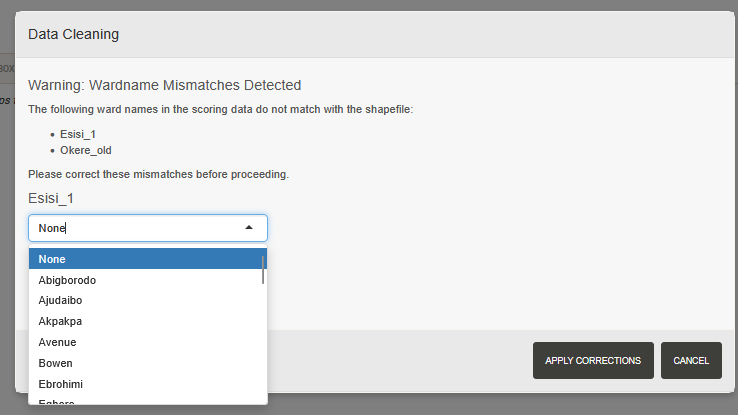 Data Cleaning
BOX
ps
Warning: Wardname Mismatches Detected
The following ward names in the scoring data do not match with the shapefile:
Esisi_1
Okere_old
Please correct these mismatches before proceeding.
Esisi_1
None
None
Abigborodo
Ajudaibo
Akpakpa
Avenue
Bowen
Ebrohimi
APPLY CORRECTIONS
CANCEL